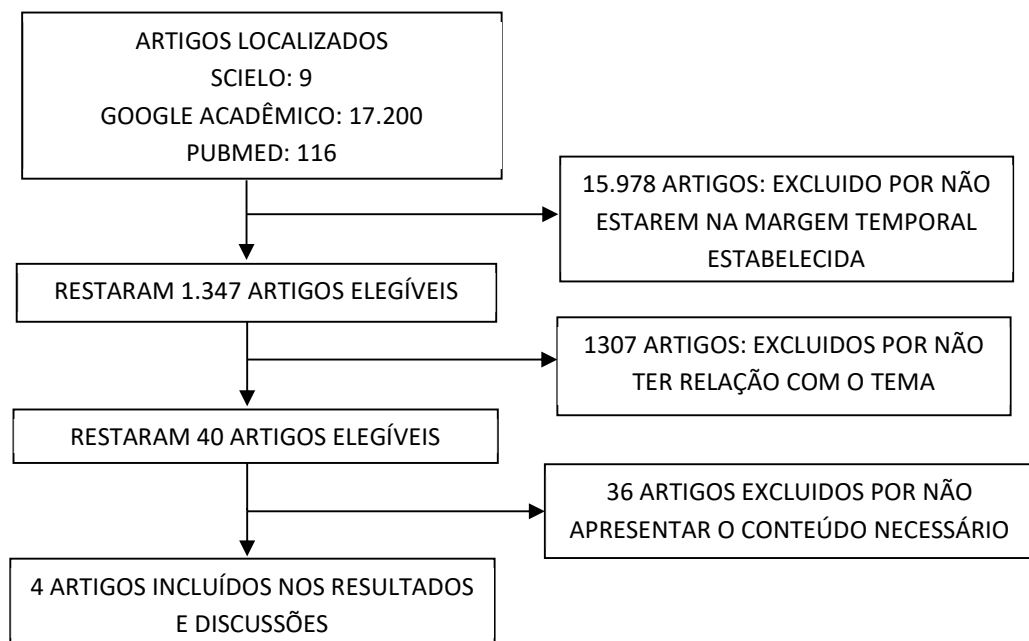 ARTIGOS LOCALIZADOS
SCIELO: 9
GOOGLE ACADÊMICO: 17.200
PUBMED: 116
15.978 ARTIGOS: EXCLUIDO POR NÃO
ESTAREM NA MARGEM TEMPORAL
ESTABELECIDA
RESTARAM 1.347 ARTIGOS ELEGÍVEIS
1307 ARTIGOS: EXCLUIDOS POR NÃO
TER RELAÇÃO COM O TEMA
RESTARAM 40 ARTIGOS ELEGÍVEIS
36 ARTIGOS EXCLUIDOS POR NÃO
APRESENTAR O CONTEÚDO NECESSÁRIO
4 ARTIGOS INCLUÍDOS NOS RESULTADOS
E DISCUSSÕES